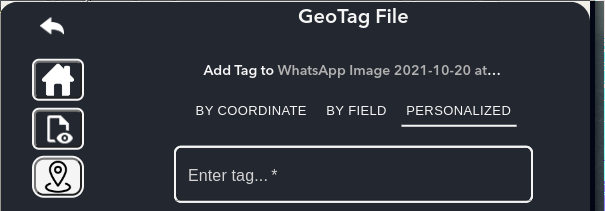 GeoTag File
Add Tag to WhatsApp Image 2021-10-20 at...
BY COORDINATE BY FIELD PERSONALIZED
Enter tag... *